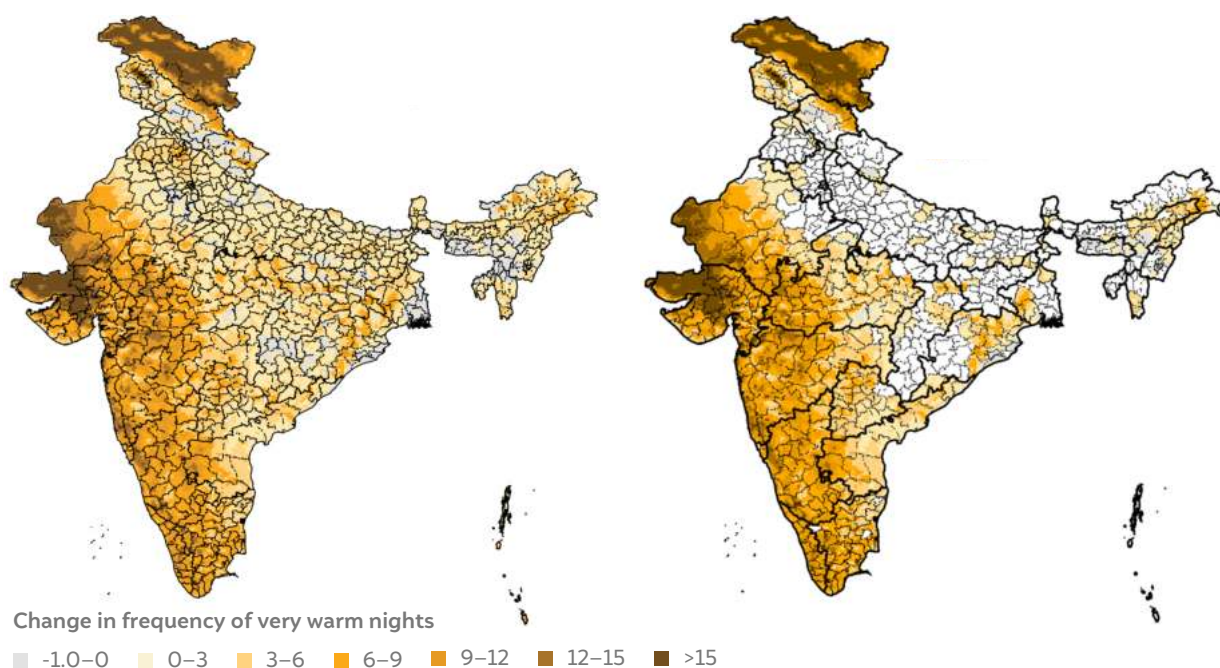 Change in frequency of very warm nights
-1.0–0 0–3 3–6 6–9 9–12 12–15 >15